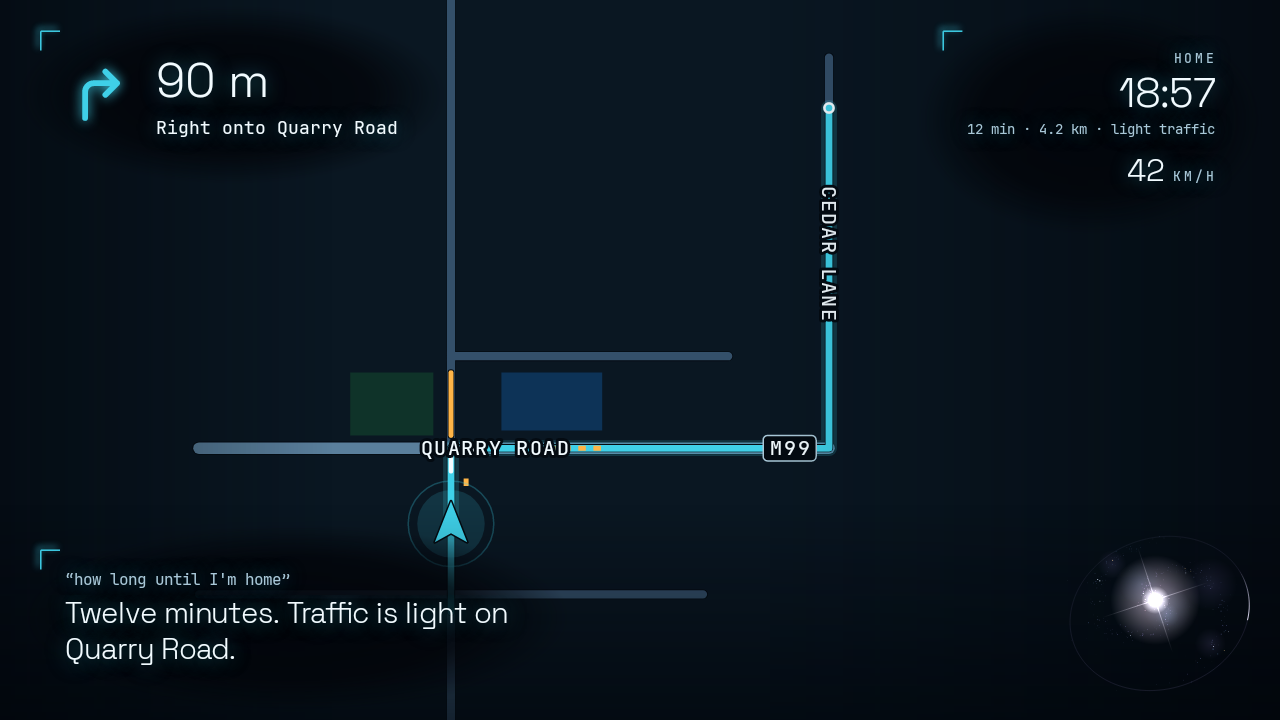 90 m
Right onto Quarry Road
HOME
18:57
12 min · 4.2 km · light traffic
42 KM/H
CEDAR LANE
QUARRY ROAD
M99
“how long until I'm home”
Twelve minutes. Traffic is light on
Quarry Road.